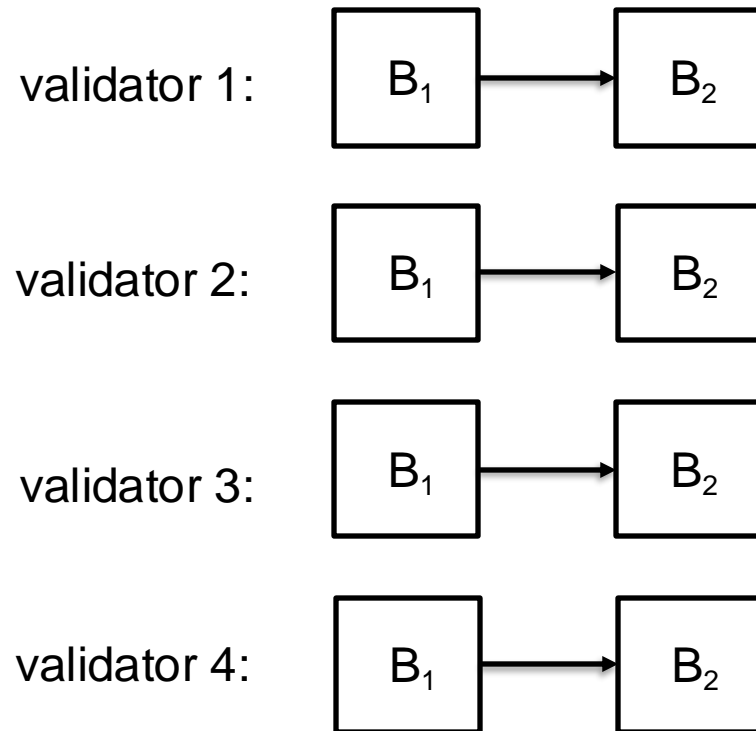 validator 1: B₁ B₂
validator 2: B₁ B₂
validator 3: B₁ B₂
validator 4: B₁ B₂